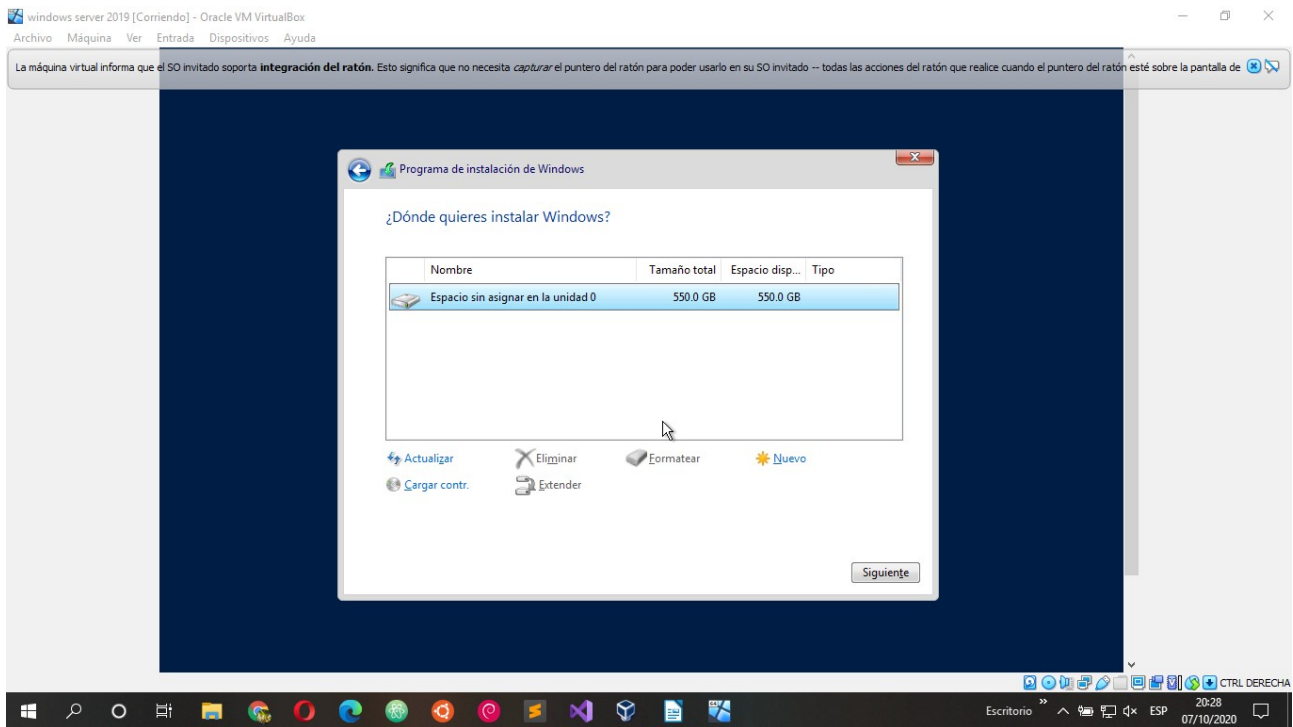 windows server 2019 [Corriendo] - Oracle VM VirtualBox
Archivo Máquina Ver Entrada Dispositivos Ayuda
La máquina virtual informa que el SO invitado soporta integración del ratón. Esto significa que no necesita capturar el puntero del ratón para poder usarlo en su SO invitado -- todas las acciones del ratón que realice cuando el puntero del ratón esté sobre la pantalla de
Programa de instalación de Windows
¿Dónde quieres instalar Windows?
Nombre Tamaño total Espacio disp... Tipo
Espacio sin asignar en la unidad 0 550.0 GB 550.0 GB
Actualizar Eliminar Formatear Nuevo
Cargar contr. Extender
Siguiente
CTRL DERECHA
Escritorio » ESP 20:28
07/10/2020